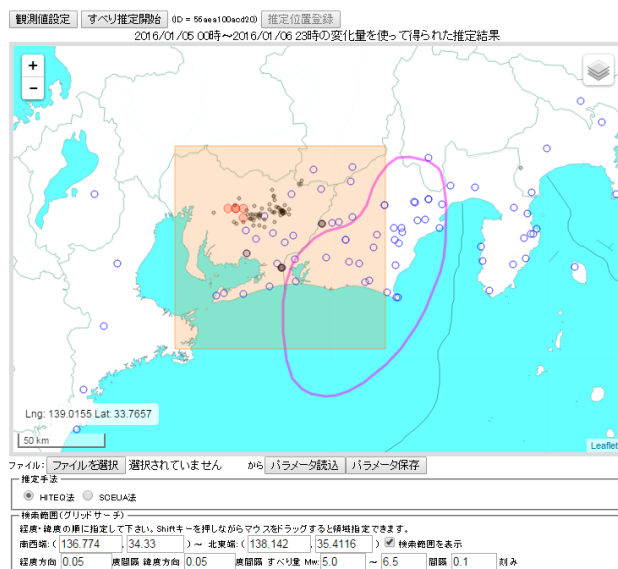 観測値設定 すべり推定開始 (ID = 56aea100acd20) 推定位置登録
2016/01/05 00時～2016/01/06 23時の変化量を使って得られた推定結果
+
−
Lng: 139.0155 Lat: 33.7657
50 km
Leaflet
ファイル: ファイルを選択 選択されていません から パラメータ読込 パラメータ保存
推定手法
HITEQ法 SCEUA法
検索範囲(グリッドサーチ)
経度・緯度の順に指定して下さい。Shiftキーを押しながらマウスをドラッグすると領域指定できます。
南西端: ( 136.774 , 34.33 ) ～ 北東端: ( 138.142 , 35.4116 ) 検索範囲を表示
経度方向 0.05 度間隔 緯度方向 0.05 度間隔 すべり量 Mw: 5.0 ～ 6.5 間隔 0.1 刻み